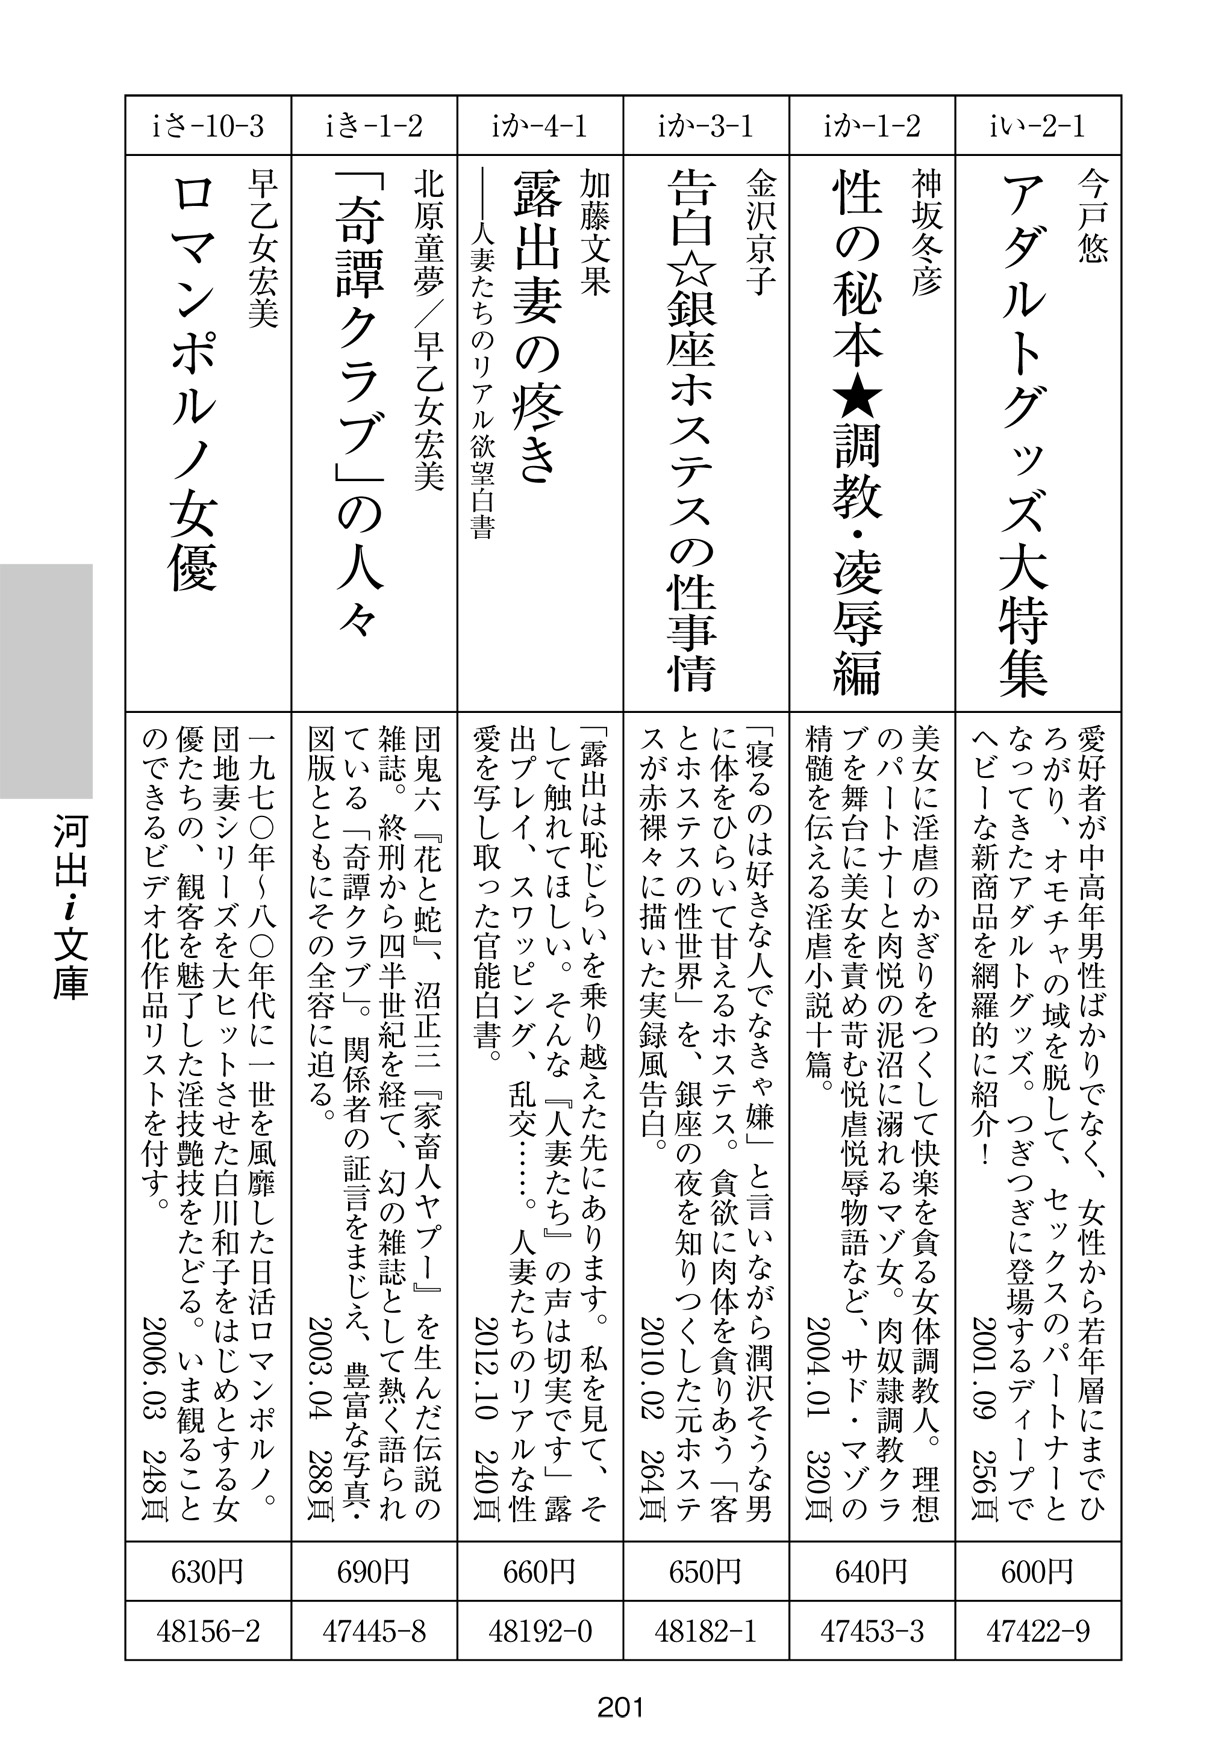 iい-2-1
今戸悠
アダルトグッズ大特集
愛好者が中高年男性ばかりでなく、女性から若年層にまでひ
ろがり、オモチャの域を脱して、セックスのパートナーと
なってきたアダルトグッズ。つぎつぎに登場するディープで
ヘビーな新商品を網羅的に紹介！
2001.09 256頁
600円
47422-9
iか-1-2
神坂冬彦
性の秘本★調教・凌辱編
美女に淫虐のかぎりをつくして快楽を貪る女体調教人。理想
のパートナーと肉悦の泥沼に溺れるマゾ女。肉奴隷調教クラ
ブを舞台に美女を責め苛む悦虐悦辱物語など、サド・マゾの
精髄を伝える淫虐小説十篇。
2004.01 320頁
640円
47453-3
iか-3-1
金沢京子
告白☆銀座ホステスの性事情
「寝るのは好きな人でなきゃ嫌」と言いながら潤沢そうな男
に体をひらいて甘えるホステス。貪欲に肉体を貪りあう「客
とホステスの性世界」を、銀座の夜を知りつくした元ホステ
スが赤裸々に描いた実録風告白。
2010.02 264頁
650円
48182-1
iか-4-1
加藤文果
露出妻の疼き
――人妻たちのリアル欲望白書
「露出は恥じらいを乗り越えた先にあります。私を見て、そ
して触れてほしい。そんな『人妻たち』の声は切実です」露
出プレイ、スワッピング、乱交……。人妻たちのリアルな性
愛を写し取った官能白書。
2012.10 240頁
660円
48192-0
iき-1-2
北原童夢／早乙女宏美
「奇譚クラブ」の人々
団鬼六『花と蛇』、沼正三『家畜人ヤプー』を生んだ伝説の
雑誌。終刑から四半世紀を経て、幻の雑誌として熱く語られ
ている「奇譚クラブ」。関係者の証言をまじえ、豊富な写真・
図版とともにその全容に迫る。
2003.04 288頁
690円
47445-8
iさ-10-3
早乙女宏美
ロマンポルノ女優
一九七〇年～八〇年代に一世を風靡した日活ロマンポルノ。
団地妻シリーズを大ヒットさせた白川和子をはじめとする女
優たちの、観客を魅了した淫技艶技をたどる。いま観ること
のできるビデオ化作品リストを付す。
2006.03 248頁
630円
48156-2
河出i文庫
201